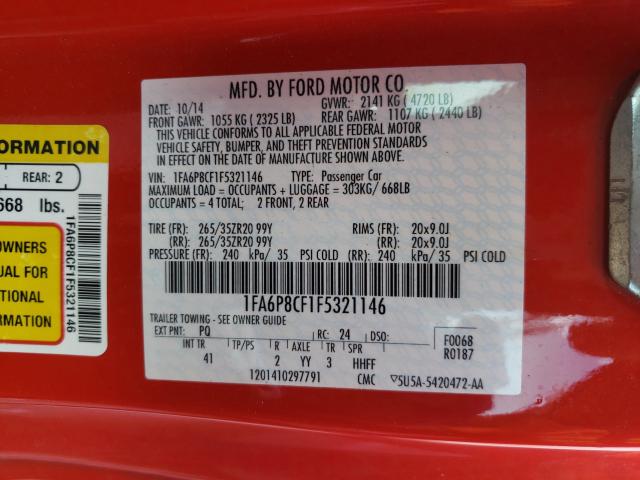 MFD. BY FORD MOTOR CO.
DATE: 10/14 GVWR: 2141 KG ( 4720 LB)
FRONT GAWR: 1055 KG ( 2325 LB) REAR GAWR: 1107 KG ( 2440 LB)
THIS VEHICLE CONFORMS TO ALL APPLICABLE FEDERAL MOTOR
VEHICLE SAFETY, BUMPER, AND THEFT PREVENTION STANDARDS
IN EFFECT ON THE DATE OF MANUFACTURE SHOWN ABOVE.
VIN: 1FA6P8CF1F5321146 TYPE: Passenger Car
MAXIMUM LOAD = OCCUPANTS + LUGGAGE = 303KG/ 668LB
OCCUPANTS = 4 TOTAL; 2 FRONT, 2 REAR
TIRE (FR): 265/35ZR20 99Y RIMS (FR): 20x9.0J
(RR): 265/35ZR20 99Y (RR): 20x9.0J
PRESSURE (FR): 240 kPa/ 35 PSI COLD (RR): 240 kPa/ 35 PSI COLD
1FA6P8CF1F5321146
TRAILER TOWING - SEE OWNER GUIDE
EXT PNT: PQ RC: 24 DSO: F0068
INT TR TP/PS R AXLE TR SPR R0187
41 2 YY 3 HHFF
1201410297791 CMC 5U5A-5420472-AA
FORMATION
REAR: 2
668 lbs.
OWNERS
UAL FOR
TIONAL
RMATION
1FA6P8CF1F5321146